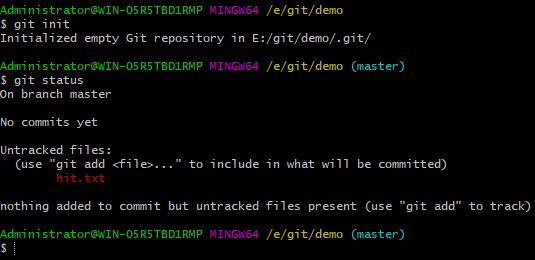 Administrator@WIN-O5R5TBD1RMP MINGW64 /e/git/demo
$ git init
Initialized empty Git repository in E:/git/demo/.git/
Administrator@WIN-O5R5TBD1RMP MINGW64 /e/git/demo (master)
$ git status
On branch master
No commits yet
Untracked files:
  (use "git add <file>..." to include in what will be committed)
        hit.txt
nothing added to commit but untracked files present (use "git add" to track)
Administrator@WIN-O5R5TBD1RMP MINGW64 /e/git/demo (master)
$